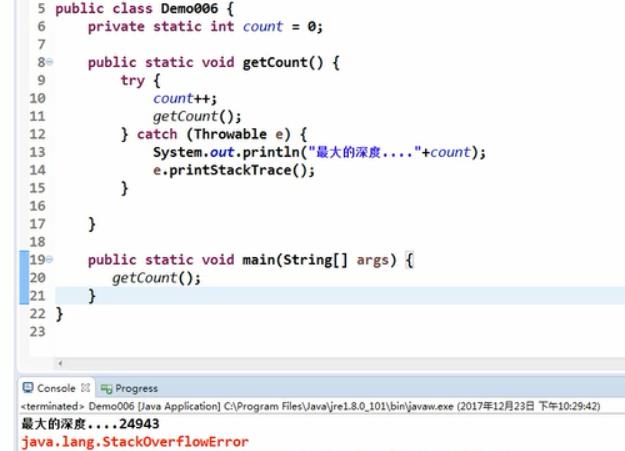 5 public class Demo006 {
6 private static int count = 0;
7
8 public static void getCount() {
9 try {
10 count++;
11 getCount();
12 } catch (Throwable e) {
13 System.out.println("最大的深度...."+count);
14 e.printStackTrace();
15 }
16
17 }
18
19 public static void main(String[] args) {
20 getCount();
21 }
22 }
23
Console Progress
<terminated> Demo006 [Java Application] C:\Program Files\Java\jre1.8.0_101\bin\javaw.exe (2017年12月23日 下午10:29:42)
最大的深度....24943
java.lang.StackOverflowError